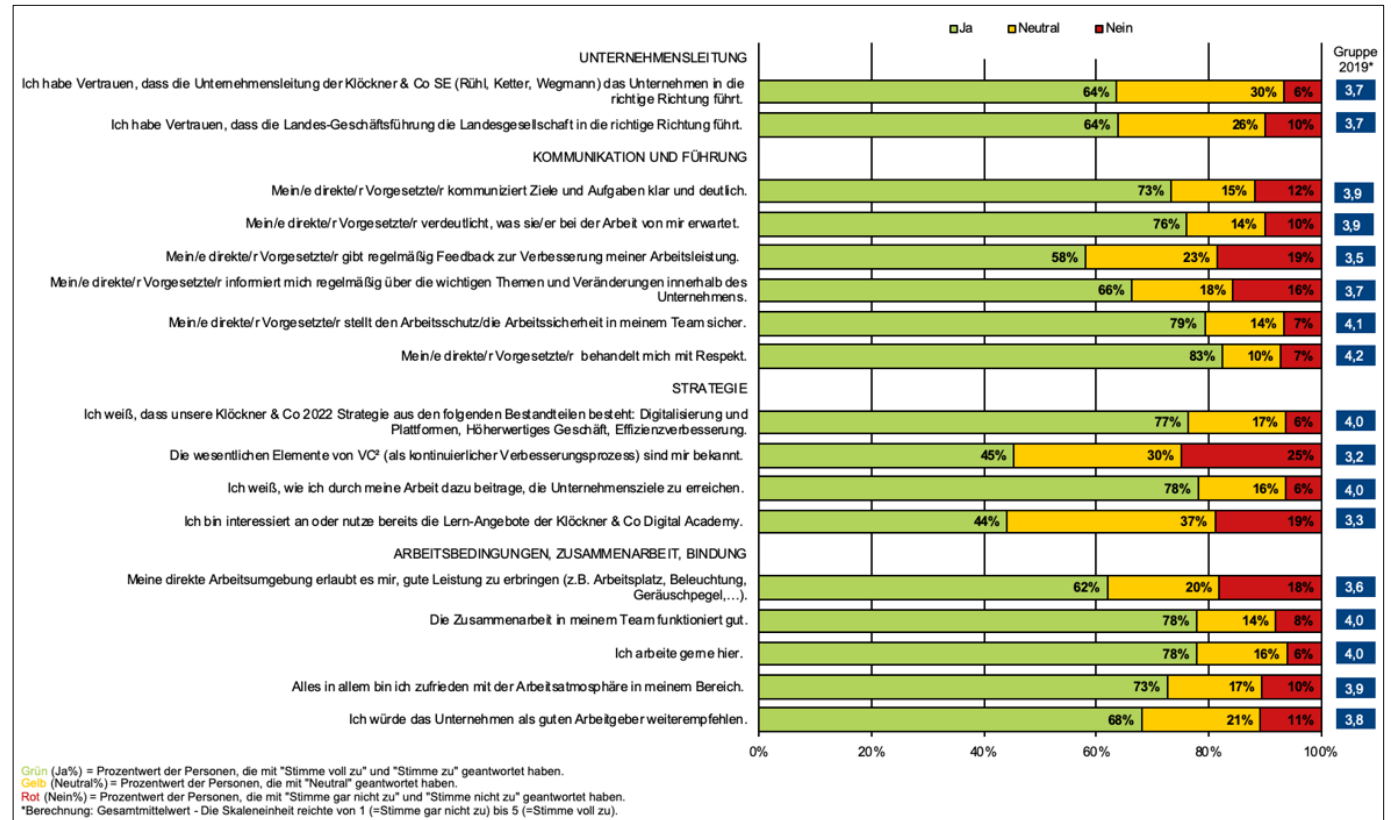 Ja Neutral Nein
Gruppe
2019*
UNTERNEHMENSLEITUNG
Ich habe Vertrauen, dass die Unternehmensleitung der Klöckner & Co SE (Rühl, Ketter, Wegmann) das Unternehmen in die
richtige Richtung führt.
64% 30% 6% 3,7
Ich habe Vertrauen, dass die Landes-Geschäftsführung die Landesgesellschaft in die richtige Richtung führt.
64% 26% 10% 3,7
KOMMUNIKATION UND FÜHRUNG
Mein/e direkte/r Vorgesetzte/r kommuniziert Ziele und Aufgaben klar und deutlich.
73% 15% 12% 3,9
Mein/e direkte/r Vorgesetzte/r verdeutlicht, was sie/er bei der Arbeit von mir erwartet.
76% 14% 10% 3,9
Mein/e direkte/r Vorgesetzte/r gibt regelmäßig Feedback zur Verbesserung meiner Arbeitsleistung.
58% 23% 19% 3,5
Mein/e direkte/r Vorgesetzte/r informiert mich regelmäßig über die wichtigen Themen und Veränderungen innerhalb des
Unternehmens.
66% 18% 16% 3,7
Mein/e direkte/r Vorgesetzte/r stellt den Arbeitsschutz/die Arbeitssicherheit in meinem Team sicher.
79% 14% 7% 4,1
Mein/e direkte/r Vorgesetzte/r behandelt mich mit Respekt.
83% 10% 7% 4,2
STRATEGIE
Ich weiß, dass unsere Klöckner & Co 2022 Strategie aus den folgenden Bestandteilen besteht: Digitalisierung und
Plattformen, Höherwertiges Geschäft, Effizienzverbesserung.
77% 17% 6% 4,0
Die wesentlichen Elemente von VC² (als kontinuierlicher Verbesserungsprozess) sind mir bekannt.
45% 30% 25% 3,2
Ich weiß, wie ich durch meine Arbeit dazu beitrage, die Unternehmensziele zu erreichen.
78% 16% 6% 4,0
Ich bin interessiert an oder nutze bereits die Lern-Angebote der Klöckner & Co Digital Academy.
44% 37% 19% 3,3
ARBEITSBEDINGUNGEN, ZUSAMMENARBEIT, BINDUNG
Meine direkte Arbeitsumgebung erlaubt es mir, gute Leistung zu erbringen (z.B. Arbeitsplatz, Beleuchtung,
Geräuschpegel,…).
62% 20% 18% 3,6
Die Zusammenarbeit in meinem Team funktioniert gut.
78% 14% 8% 4,0
Ich arbeite gerne hier.
78% 16% 6% 4,0
Alles in allem bin ich zufrieden mit der Arbeitsatmosphäre in meinem Bereich.
73% 17% 10% 3,9
Ich würde das Unternehmen als guten Arbeitgeber weiterempfehlen.
68% 21% 11% 3,8
0% 20% 40% 60% 80% 100%
Grün (Ja%) = Prozentwert der Personen, die mit "Stimme voll zu" und "Stimme zu" geantwortet haben.
Gelb (Neutral%) = Prozentwert der Personen, die mit "Neutral" geantwortet haben.
Rot (Nein%) = Prozentwert der Personen, die mit "Stimme gar nicht zu" und "Stimme nicht zu" geantwortet haben.
*Berechnung: Gesamtmittelwert - Die Skaleneinheit reichte von 1 (=Stimme gar nicht zu) bis 5 (=Stimme voll zu).